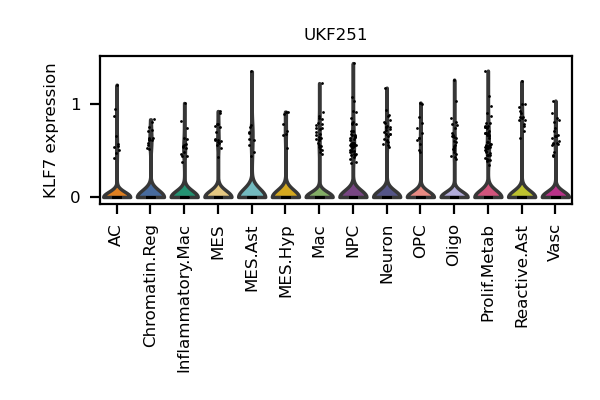 UKF251
KLF7 expression
1
0
AC
Chromatin.Reg
Inflammatory.Mac
MES
MES.Ast
MES.Hyp
Mac
NPC
Neuron
OPC
Oligo
Prolif.Metab
Reactive.Ast
Vasc